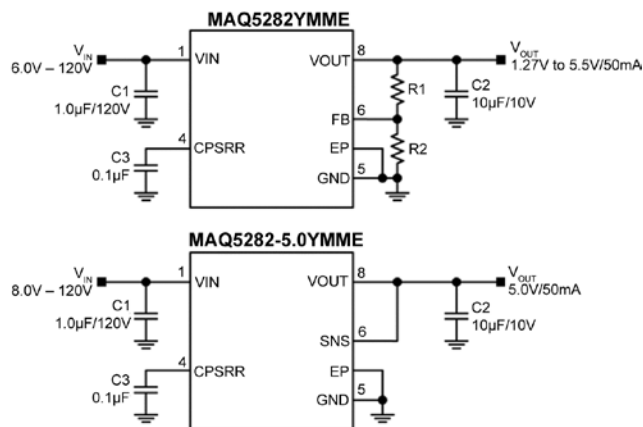 MAQ5282YMME
VIN
6.0V – 120V
1
VIN
VOUT
8
VOUT
1.27V to 5.5V/50mA
C1
1.0µF/120V
R1
C2
10µF/10V
FB
6
4
CPSRR
EP
R2
C3
0.1µF
GND
5
MAQ5282-5.0YMME
VIN
8.0V – 120V
1
VIN
VOUT
8
VOUT
5.0V/50mA
C1
1.0µF/120V
C2
10µF/10V
SNS
6
4
CPSRR
EP
C3
0.1µF
GND
5